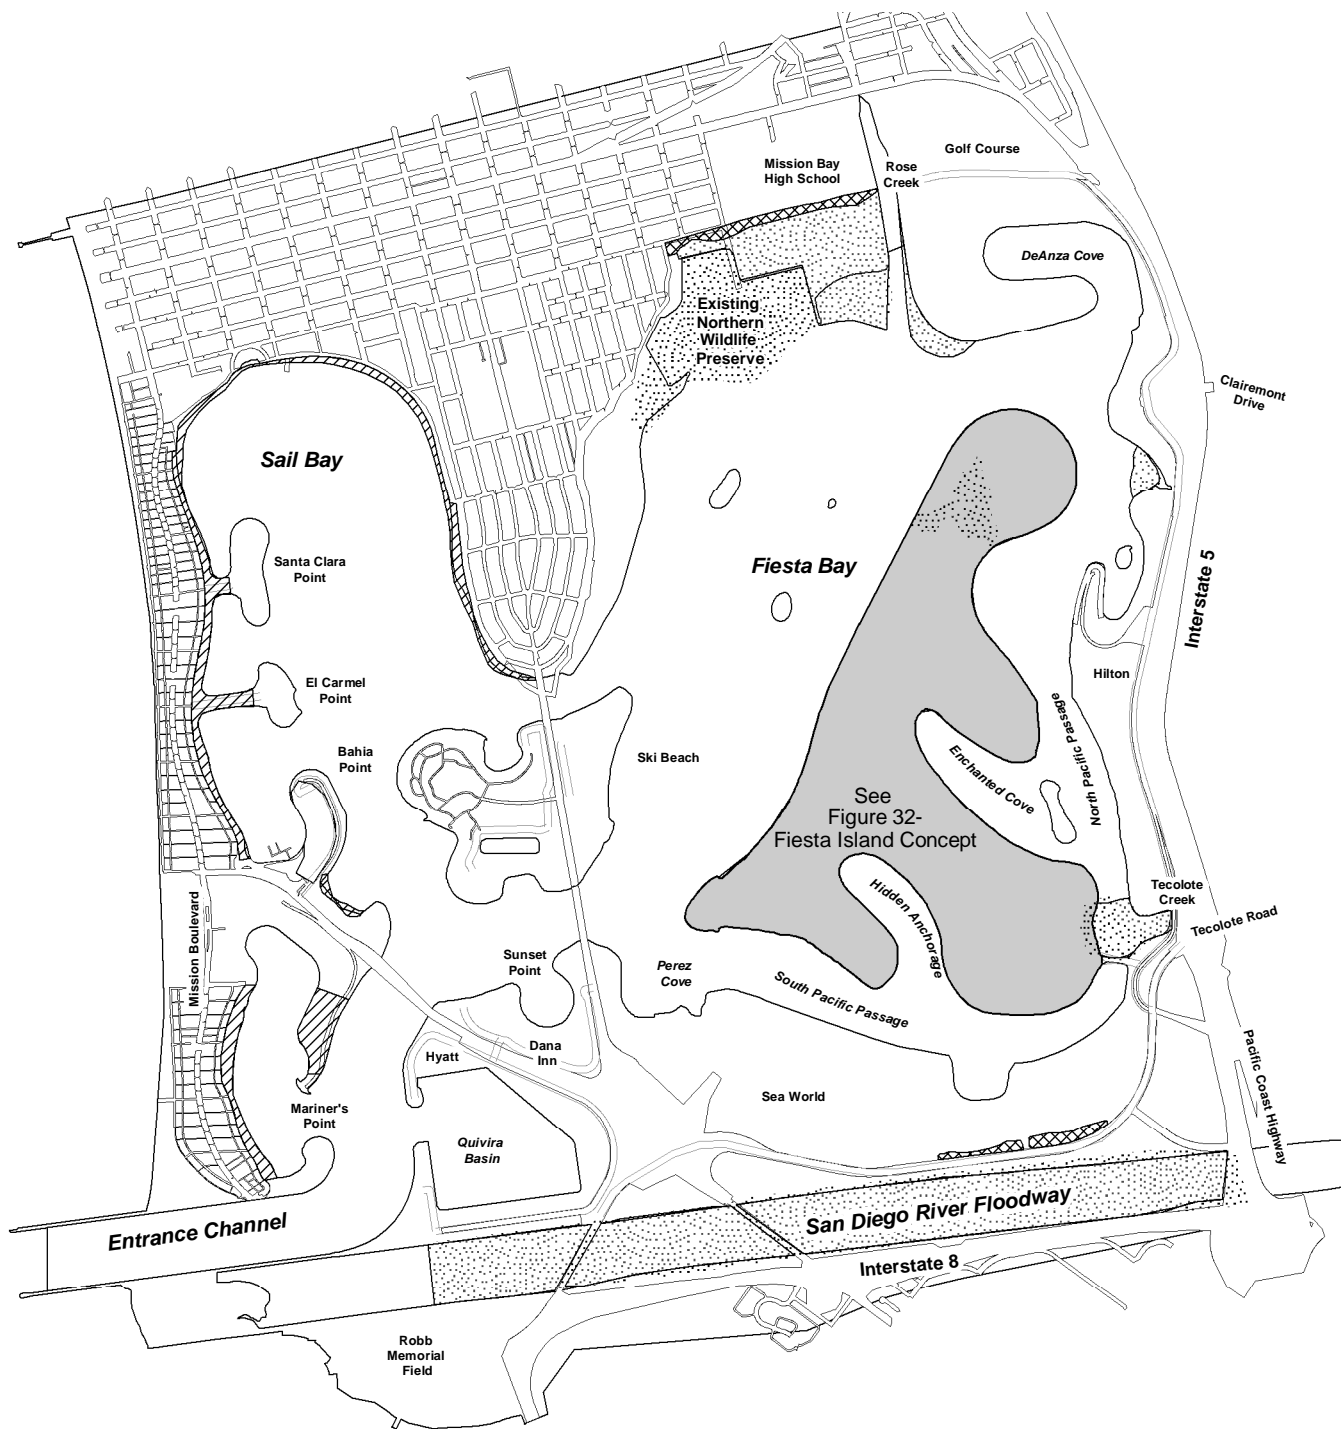 Golf Course
Mission Bay
High School
Rose
Creek
DeAnza Cove
Existing
Northern
Wildlife
Preserve
Clairemont
Drive
Sail Bay
Santa Clara
Point
Fiesta Bay
Interstate 5
El Carmel
Point
Hilton
North Pacific Passage
Bahia
Point
Ski Beach
Enchanted Cove
See
Figure 32-
Fiesta Island Concept
Mission Boulevard
Hidden Anchorage
Tecolote
Creek
Tecolote Road
Sunset
Point
Perez
Cove
South Pacific Passage
Hyatt
Dana
Inn
Pacific Coast Highway
Sea World
Mariner's
Point
Quivira
Basin
Entrance Channel
San Diego River Floodway
Interstate 8
Robb
Memorial
Field